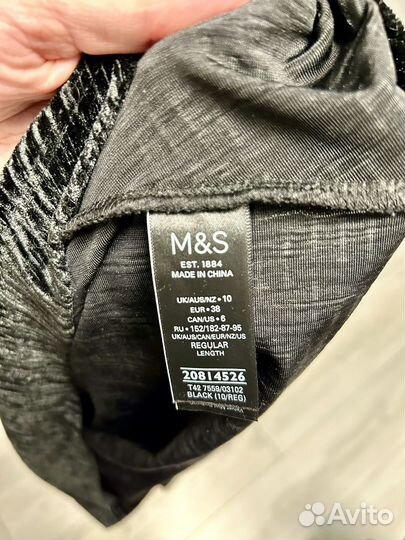 M&S
EST. 1884
MADE IN CHINA
UK/AUS/NZ • 10
EUR • 38
CAN/US • 6
RU • 152/182-87-95
UK/AUS/CAN/EUR/NZ/US
REGULAR
LENGTH
20814526
T42 7559/03102
BLACK (10/REG)
Avito